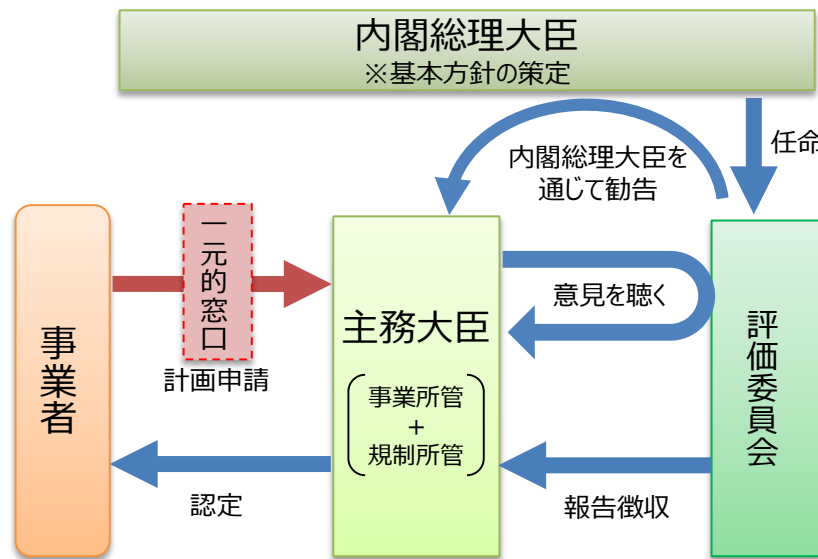 内閣総理大臣
※基本方針の策定
任命
内閣総理大臣を
通じて勧告
事業者
一元的窓口
計画申請
主務大臣
事業所管
+
規制所管
意見を聴く
評価委員会
認定
報告徴収